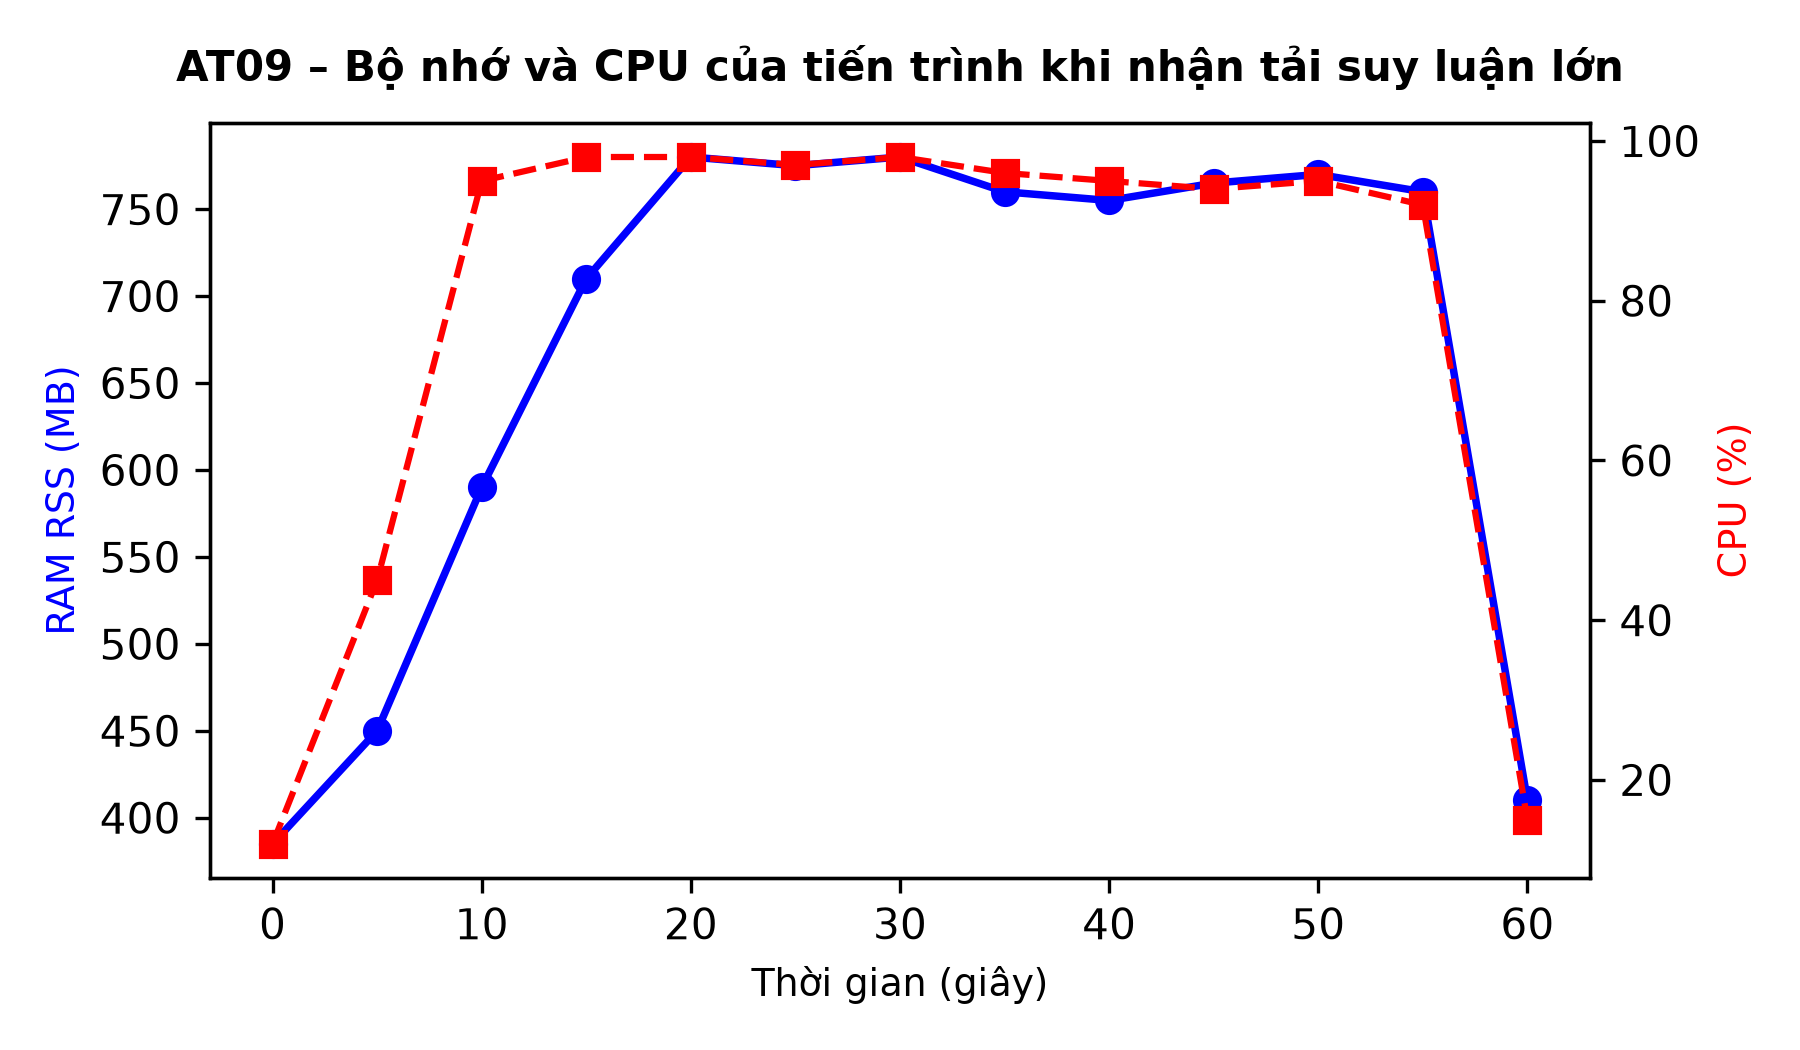 AT09 – Bộ nhớ và CPU của tiến trình khi nhận tải suy luận lớn
RAM RSS (MB)
750
700
650
600
550
500
450
400
100
80
60
40
20
CPU (%)
0 10 20 30 40 50 60
Thời gian (giây)